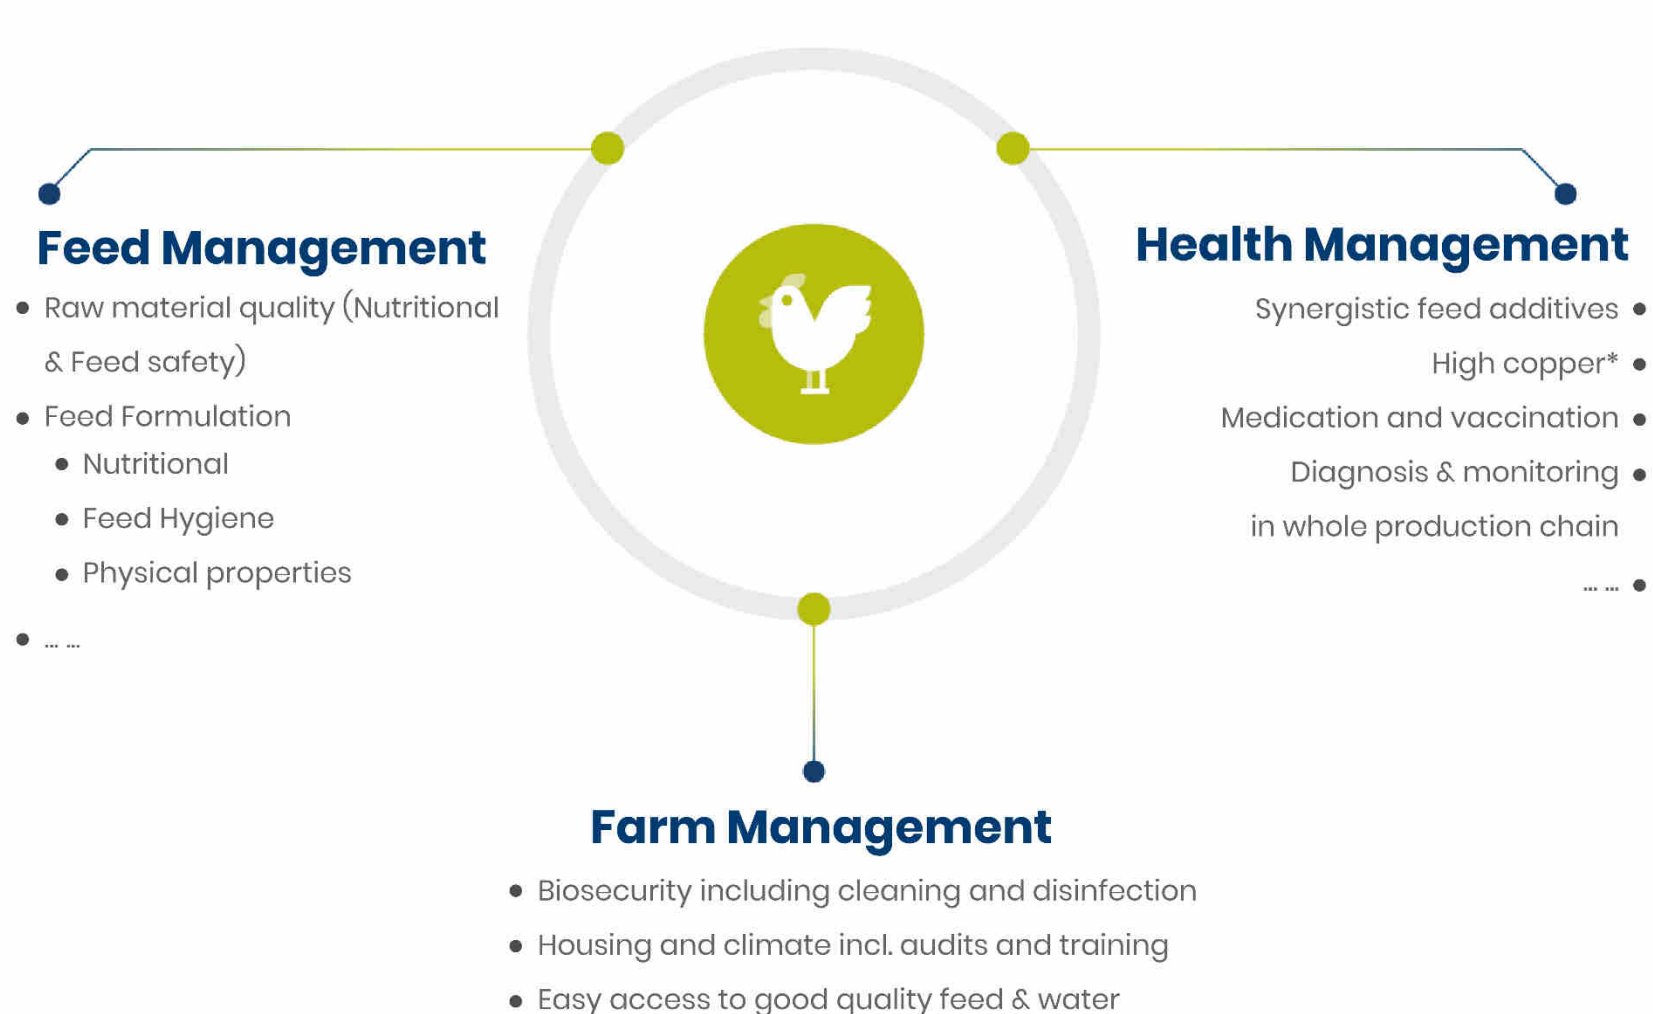 Feed Management
• Raw material quality (Nutritional
& Feed safety)
• Feed Formulation
• Nutritional
• Feed Hygiene
• Physical properties
• ... ...
Health Management
Synergistic feed additives •
High copper* •
Medication and vaccination •
Diagnosis & monitoring •
in whole production chain
... ... •
Farm Management
• Biosecurity including cleaning and disinfection
• Housing and climate incl. audits and training
• Easy access to good quality feed & water